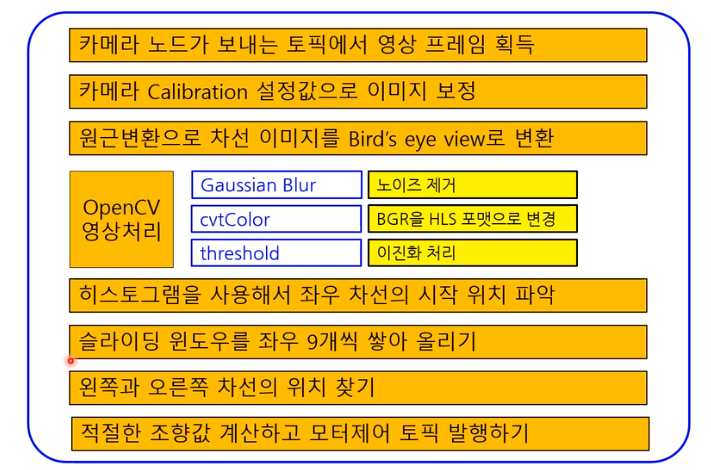 카메라 노드가 보내는 토픽에서 영상 프레임 획득
카메라 Calibration 설정값으로 이미지 보정
원근변환으로 차선 이미지를 Bird's eye view로 변환
OpenCV
영상처리
Gaussian Blur
노이즈 제거
cvtColor
BGR을 HLS 포맷으로 변경
threshold
이진화 처리
히스토그램을 사용해서 좌우 차선의 시작 위치 파악
슬라이딩 윈도우를 좌우 9개씩 쌓아 올리기
왼쪽과 오른쪽 차선의 위치 찾기
적절한 조향값 계산하고 모터제어 토픽 발행하기